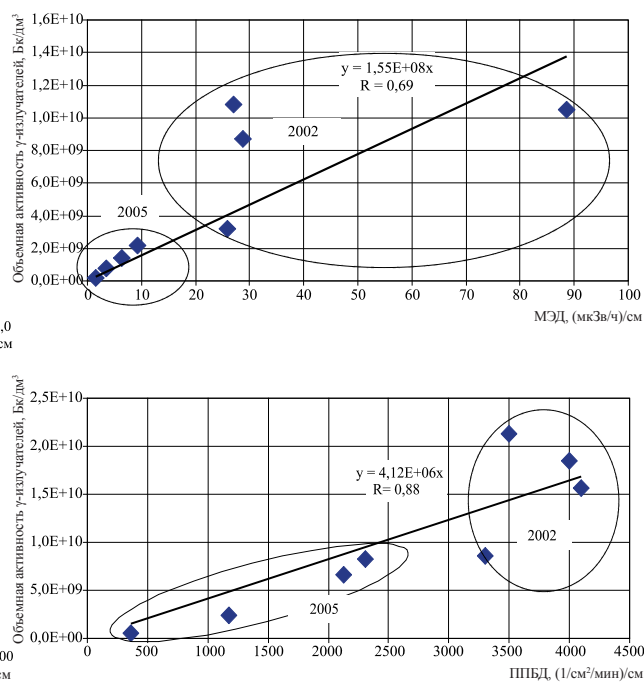 Объемная активность γ-излучателей, Бк/дм³
1,6E+10
1,4E+10
1,2E+10
1,0E+10
8,0E+09
6,0E+09
4,0E+09
2,0E+09
0,0E+00
y = 1,55E+08x
R = 0,69
2002
2005
0 10 20 30 40 50 60 70 80 90 100
МЭД, (мкЗв/ч)/см
,0
см
Объемная активность γ-излучателей, Бк/дм³
2,5E+10
2,0E+10
1,5E+10
1,0E+10
5,0E+09
0,0E+00
y = 4,12E+06x
R= 0,88
2002
2005
0 500 1000 1500 2000 2500 3000 3500 4000 4500
ППБД, (1/см²/мин)/см
00
см